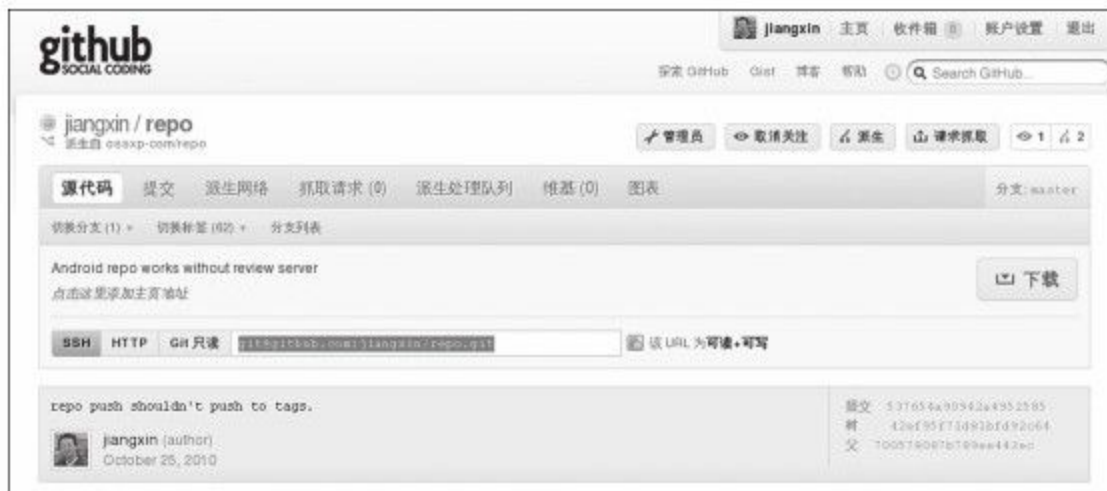 github
SOCIAL CODING
jiangxin 主页 收件箱 0 账户设置 退出
探索 GitHub Gist 博客 帮助 Search GitHub...
jiangxin / repo
派生自 ossxp-com/repo
管理员 取消关注 派生 请求抓取 1 2
源代码 提交 派生网络 抓取请求 (0) 派生处理队列 维基 (0) 图表 分支: master
切换分支 (1) 切换标签 (62) 分支列表
Android repo works without review server
点击这里添加主页地址
下载
SSH HTTP Git 只读 git@github.com:jiangxin/repo.git 该 URL 为可读+可写
repo push shouldn't push to tags.
jiangxin (author)
October 25, 2010
提交
树
父